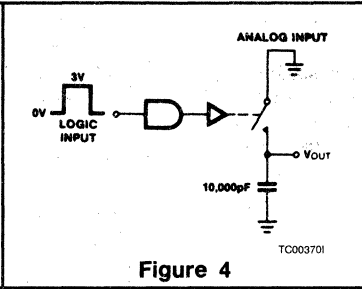 ANALOG INPUT
3V
0V
LOGIC
INPUT
VOUT
10,000pF
TC00370I
Figure 4